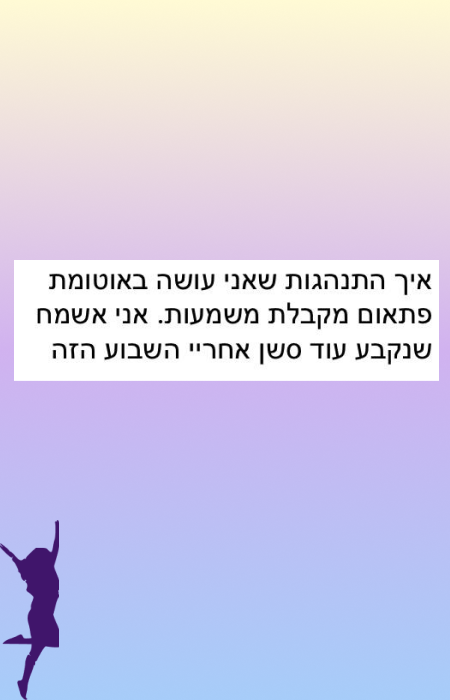 איך התנהגות שאני עושה באוטומת
פתאום מקבלת משמעות. אני אשמח
שנקבע עוד סשן אחריי השבוע הזה